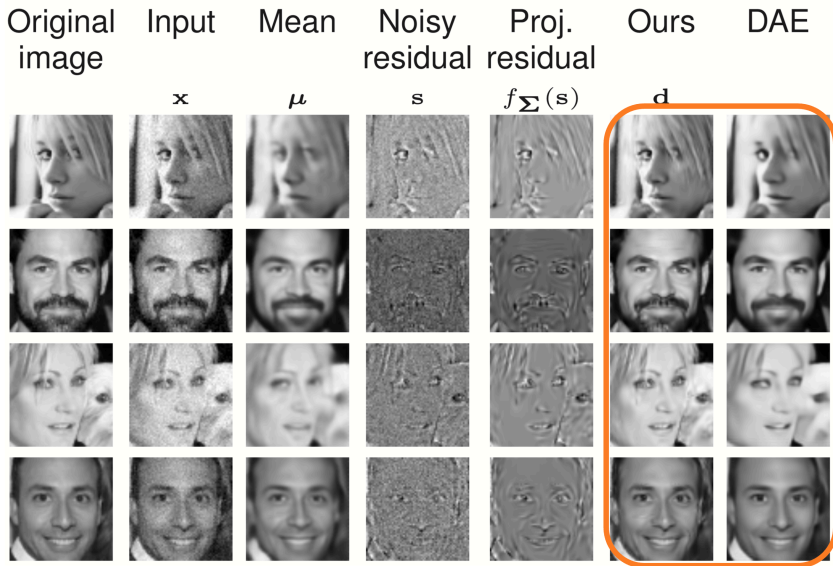 Original image
Input
Mean
Noisy residual
Proj. residual
Ours
DAE
x
μ
s
f_Σ(s)
d